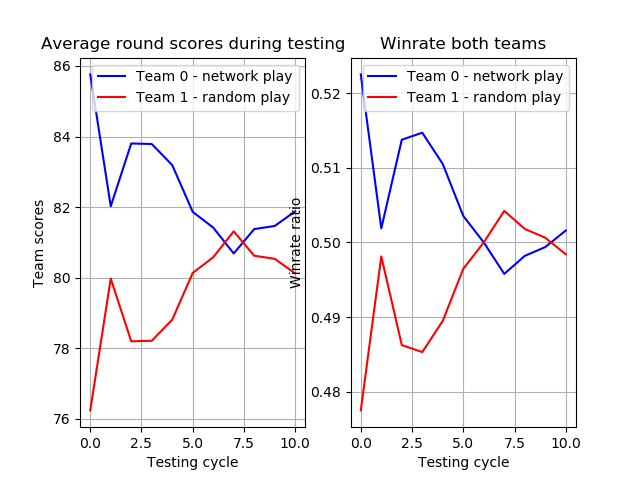 Average round scores during testing
Team 0 - network play
Team 1 - random play
86
84
82
80
78
76
Team scores
0.0 2.5 5.0 7.5 10.0
Testing cycle
Winrate both teams
Team 0 - network play
Team 1 - random play
0.52
0.51
0.50
0.49
0.48
Winrate ratio
0.0 2.5 5.0 7.5 10.0
Testing cycle